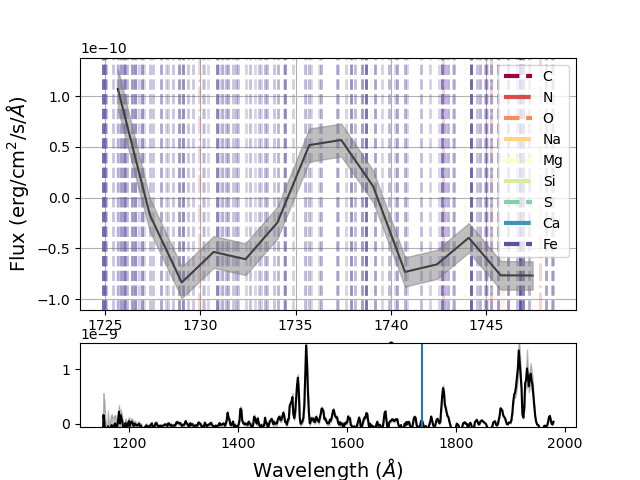 1e−10
Flux (erg/cm²/s/Å)
1.0
0.5
0.0
−0.5
−1.0
C
N
O
Na
Mg
Si
S
Ca
Fe
1725 1730 1735 1740 1745
1e−9
1
0
1200 1400 1600 1800 2000
Wavelength (Å)